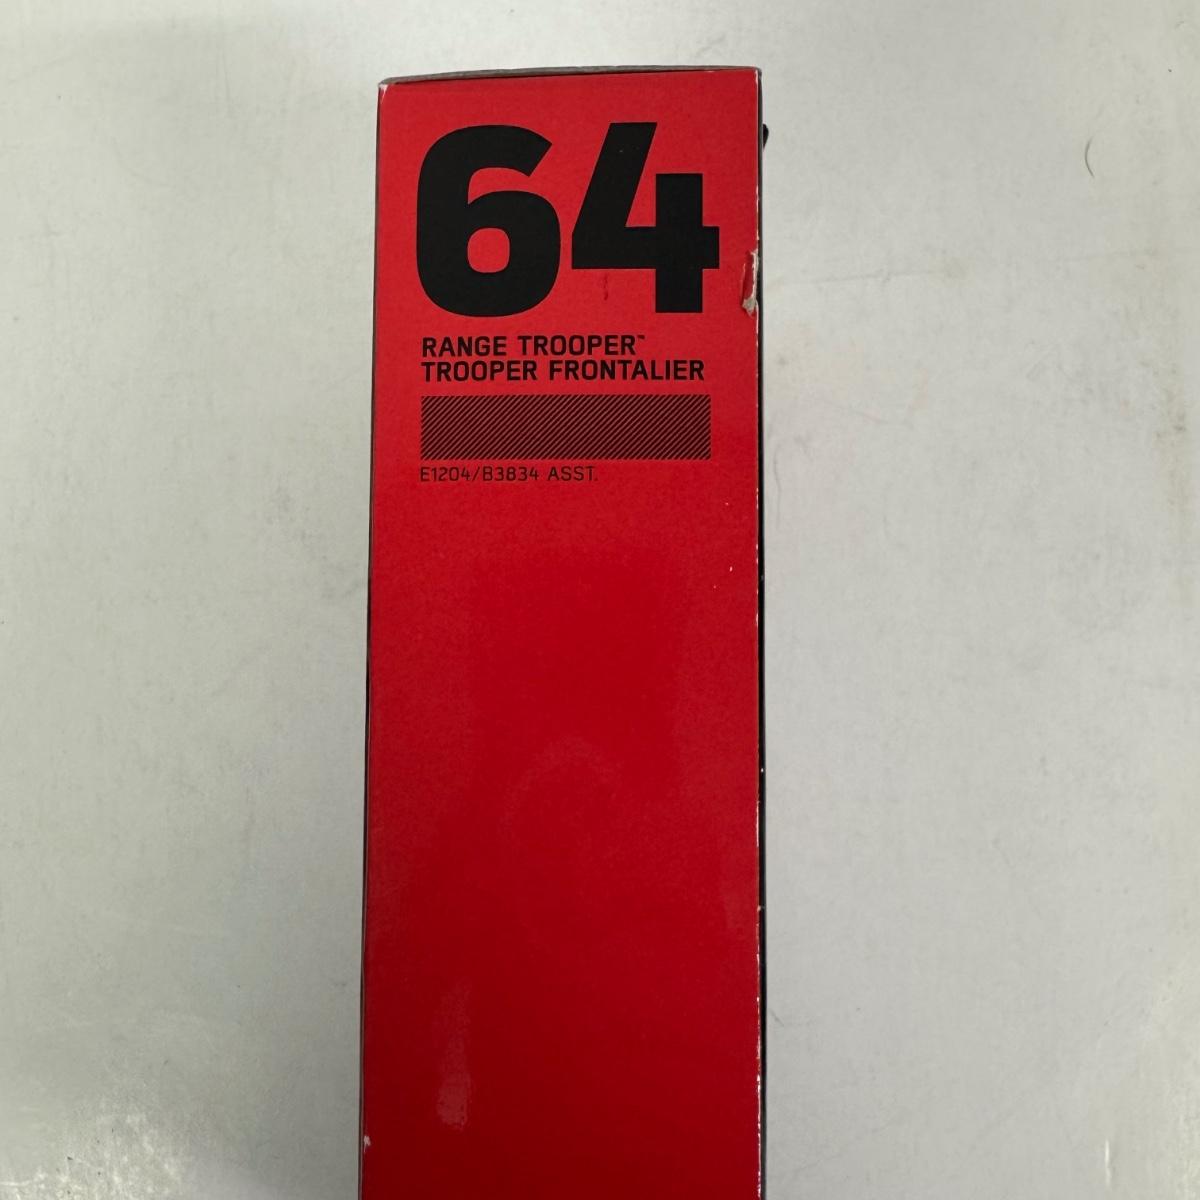 64
RANGE TROOPER™
TROOPER FRONTALIER
E1204/B3834 ASST.